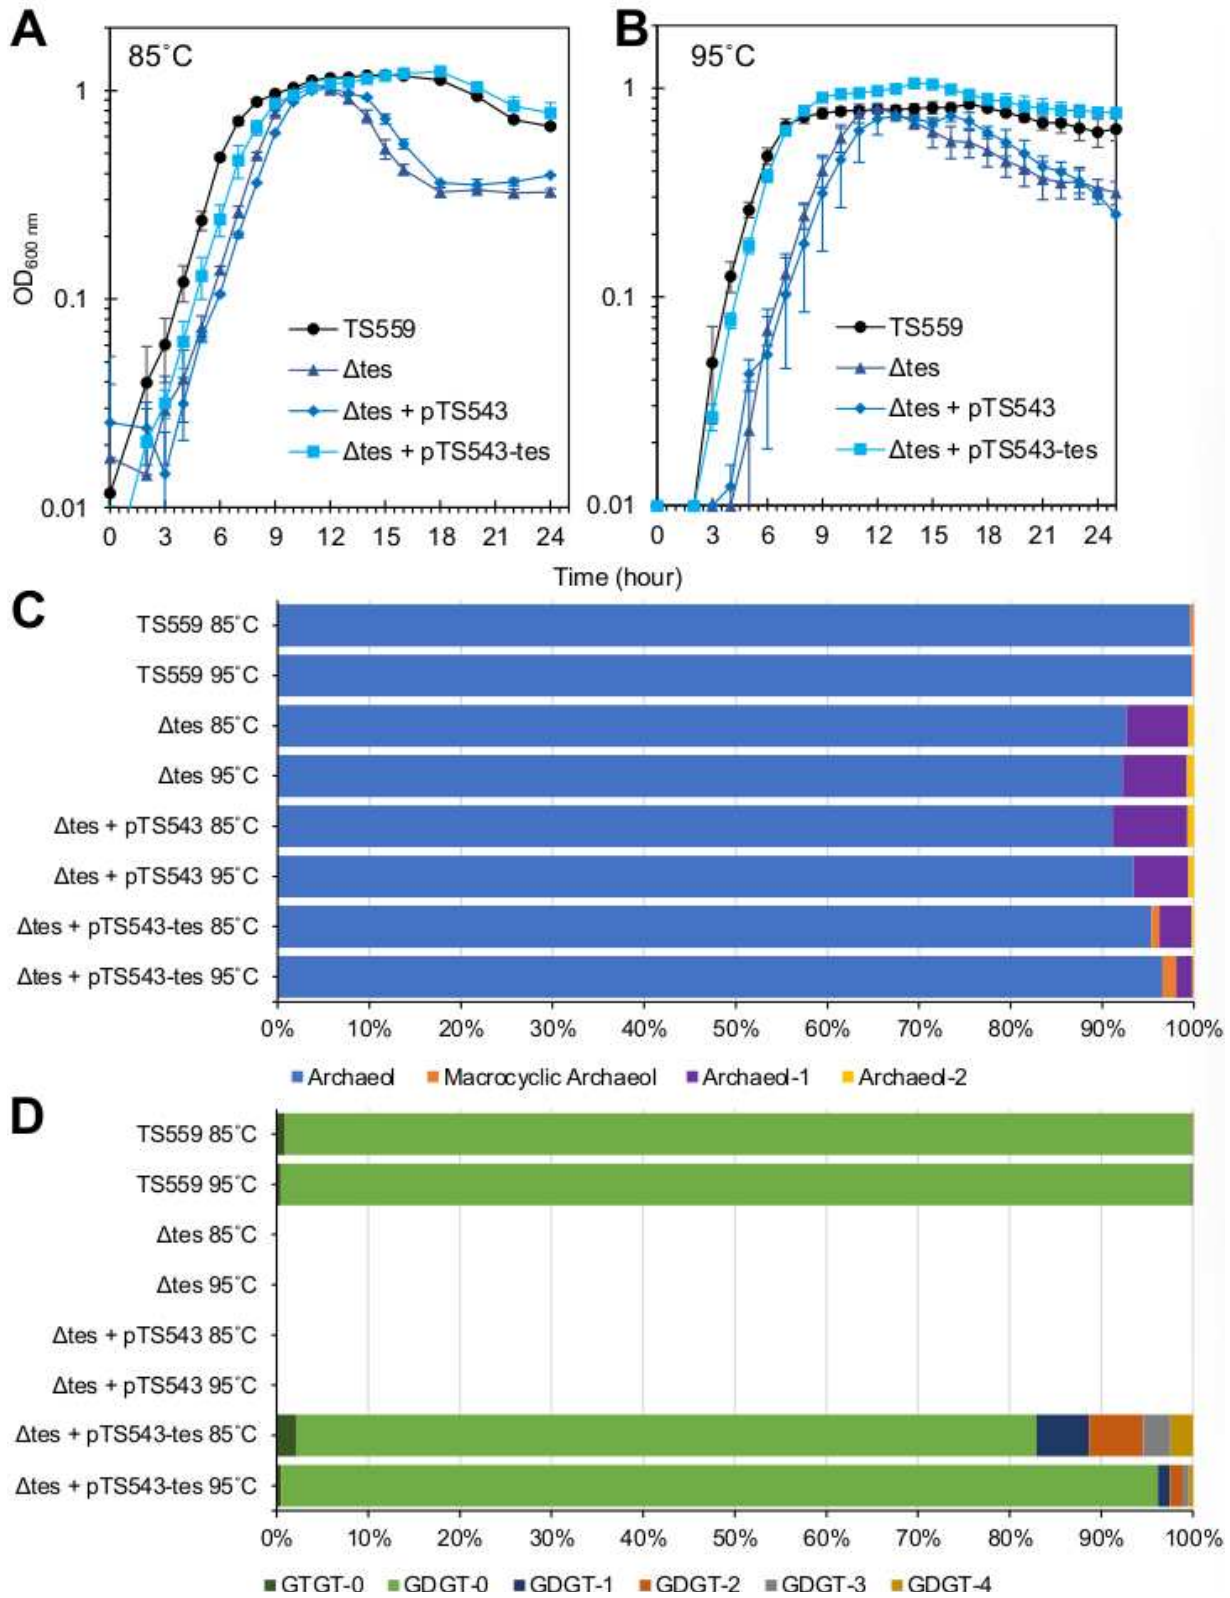 A
85˚C
1
0.1
0.01
OD600 nm
TS559
Δtes
Δtes + pTS543
Δtes + pTS543-tes
0 3 6 9 12 15 18 21 24
B
95˚C
1
0.1
0.01
TS559
Δtes
Δtes + pTS543
Δtes + pTS543-tes
0 3 6 9 12 15 18 21 24
Time (hour)
C
TS559 85˚C
TS559 95˚C
Δtes 85˚C
Δtes 95˚C
Δtes + pTS543 85˚C
Δtes + pTS543 95˚C
Δtes + pTS543-tes 85˚C
Δtes + pTS543-tes 95˚C
0% 10% 20% 30% 40% 50% 60% 70% 80% 90% 100%
Archaeol Macrocyclic Archaeol Archaeol-1 Archaeol-2
D
TS559 85˚C
TS559 95˚C
Δtes 85˚C
Δtes 95˚C
Δtes + pTS543 85˚C
Δtes + pTS543 95˚C
Δtes + pTS543-tes 85˚C
Δtes + pTS543-tes 95˚C
0% 10% 20% 30% 40% 50% 60% 70% 80% 90% 100%
GTGT-0 GDGT-0 GDGT-1 GDGT-2 GDGT-3 GDGT-4